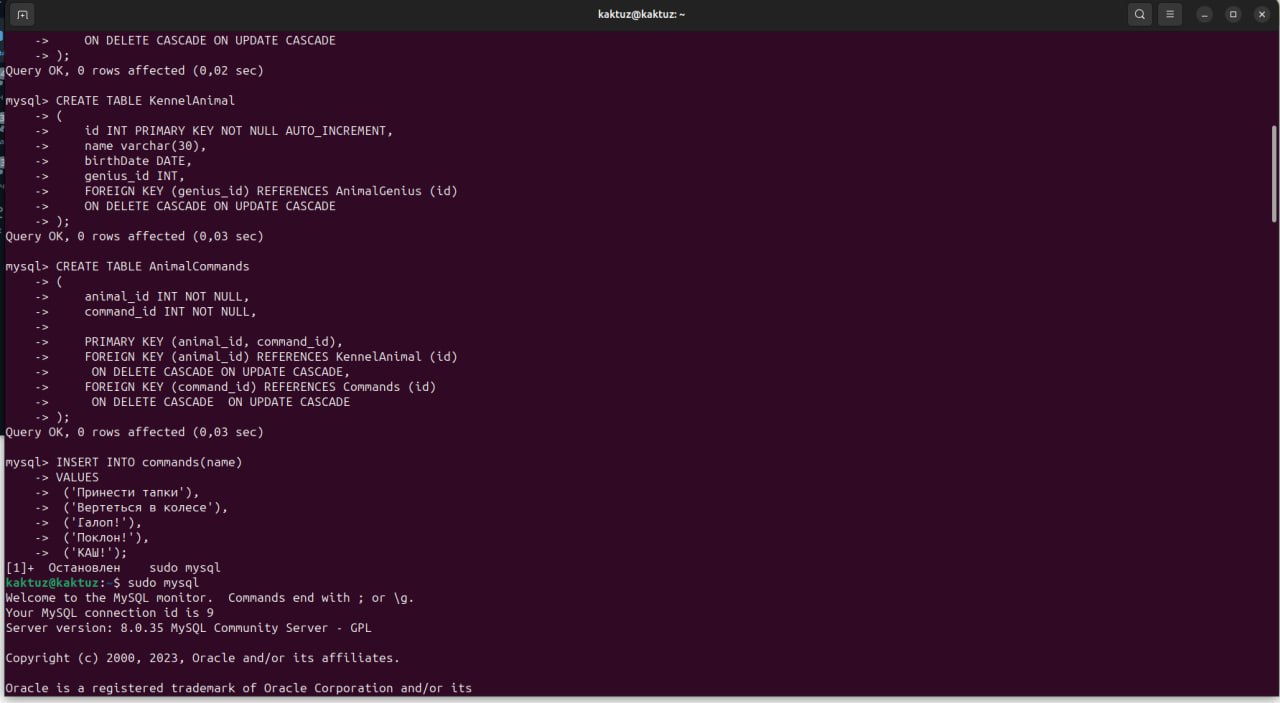 kaktuz@kaktuz: ~
    ->     ON DELETE CASCADE ON UPDATE CASCADE
    -> );
Query OK, 0 rows affected (0,02 sec)
mysql> CREATE TABLE KennelAnimal
    -> (
    ->     id INT PRIMARY KEY NOT NULL AUTO_INCREMENT,
    ->     name varchar(30),
    ->     birthDate DATE,
    ->     genius_id INT,
    ->     FOREIGN KEY (genius_id) REFERENCES AnimalGenius (id)
    ->     ON DELETE CASCADE ON UPDATE CASCADE
    -> );
Query OK, 0 rows affected (0,03 sec)
mysql> CREATE TABLE AnimalCommands
    -> (
    ->     animal_id INT NOT NULL,
    ->     command_id INT NOT NULL,
    ->
    ->     PRIMARY KEY (animal_id, command_id),
    ->     FOREIGN KEY (animal_id) REFERENCES KennelAnimal (id)
    ->      ON DELETE CASCADE ON UPDATE CASCADE,
    ->     FOREIGN KEY (command_id) REFERENCES Commands (id)
    ->      ON DELETE CASCADE  ON UPDATE CASCADE
    -> );
Query OK, 0 rows affected (0,03 sec)
mysql> INSERT INTO commands(name)
    -> VALUES
    ->  ('Принести тапки'),
    ->  ('Вертеться в колесе'),
    ->  ('Галоп!'),
    ->  ('Поклон!'),
    ->  ('КАШ!');
[1]+  Остановлен    sudo mysql
kaktuz@kaktuz:~$ sudo mysql
Welcome to the MySQL monitor.  Commands end with ; or \g.
Your MySQL connection id is 9
Server version: 8.0.35 MySQL Community Server - GPL
Copyright (c) 2000, 2023, Oracle and/or its affiliates.
Oracle is a registered trademark of Oracle Corporation and/or its